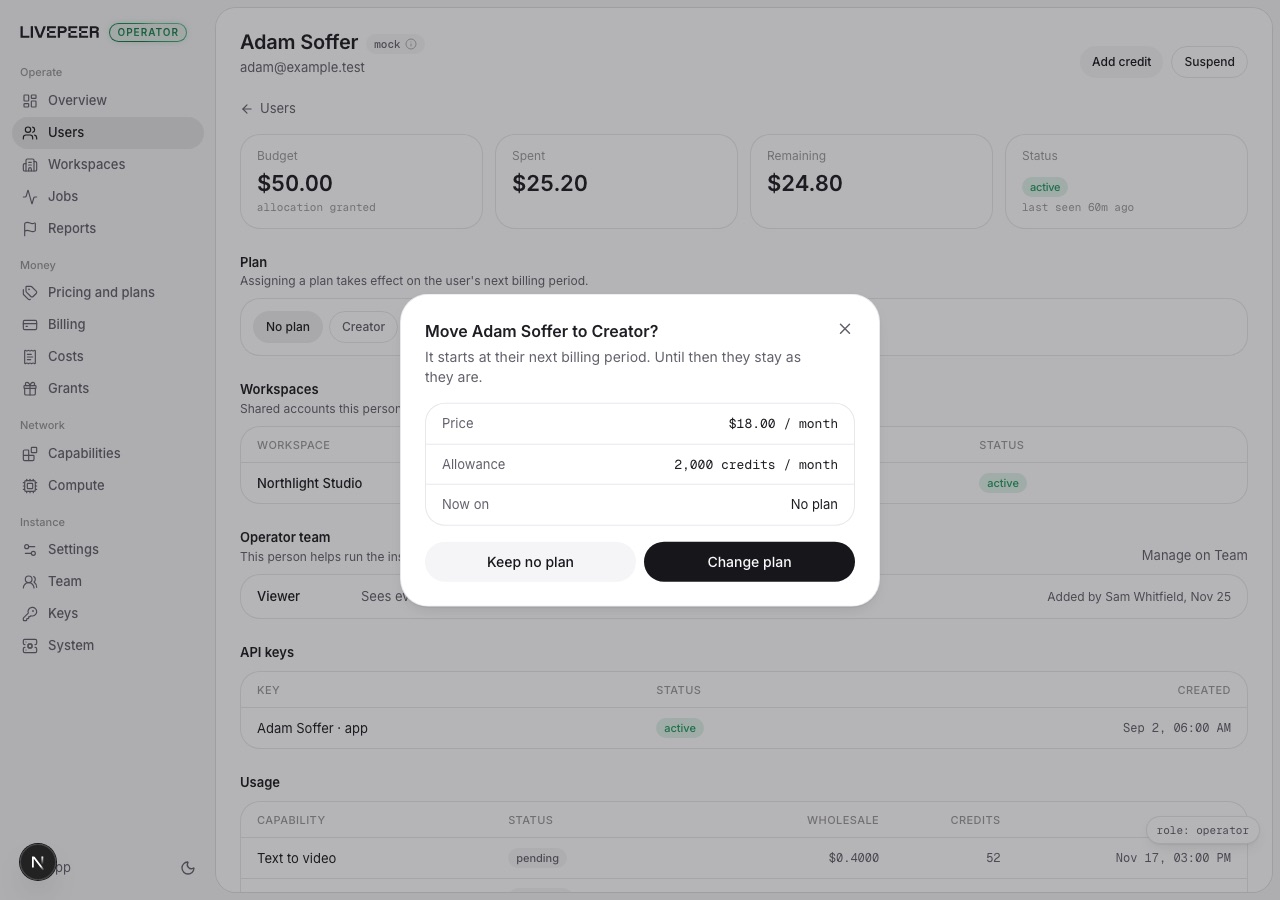 LIVEPEER OPERATOR
Operate
Overview
Users
Workspaces
Jobs
Reports
Money
Pricing and plans
Billing
Costs
Grants
Network
Capabilities
Compute
Instance
Settings
Team
Keys
System
N
pp
Adam Soffer mock
adam@example.test
Add credit
Suspend
Users
Budget
$50.00
allocation granted
Spent
$25.20
Remaining
$24.80
Status
active
last seen 60m ago
Plan
Assigning a plan takes effect on the user's next billing period.
No plan Creator
Workspaces
Shared accounts this person
WORKSPACE STATUS
Northlight Studio active
Operator team
This person helps run the ins
Manage on Team
Viewer Sees ev Added by Sam Whitfield, Nov 25
API keys
KEY STATUS CREATED
Adam Soffer · app active Sep 2, 06:00 AM
Usage
CAPABILITY STATUS WHOLESALE CREDITS
Text to video pending $0.4000 52 Nov 17, 03:00 PM
role: operator
Move Adam Soffer to Creator?
It starts at their next billing period. Until then they stay as
they are.
Price $18.00 / month
Allowance 2,000 credits / month
Now on No plan
Keep no plan
Change plan